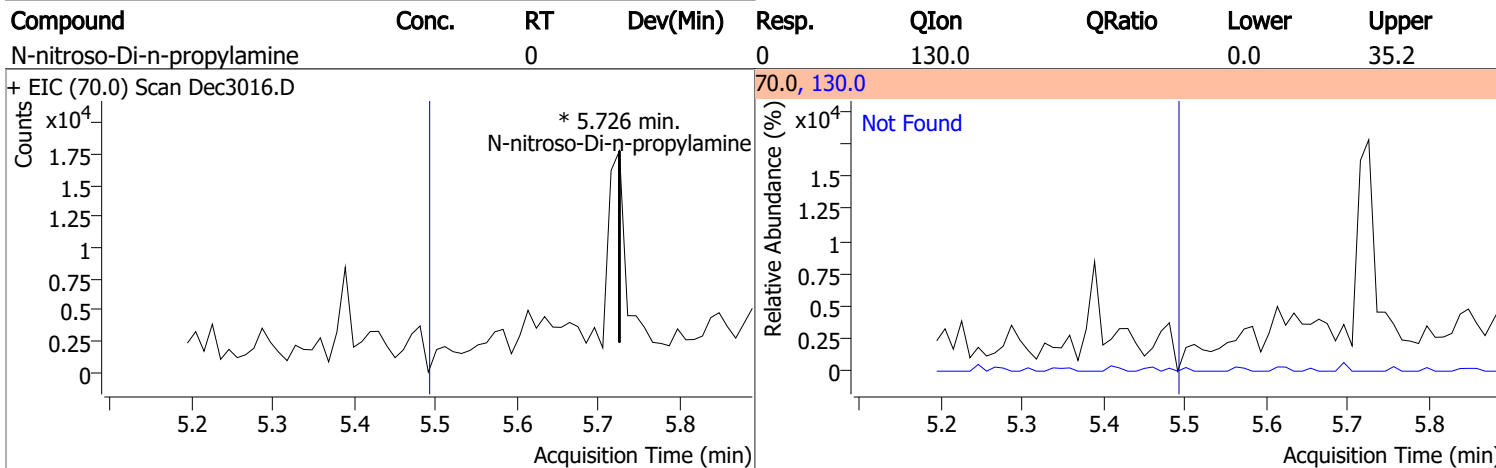 Compound Conc. RT Dev(Min) Resp. QIon QRatio Lower Upper
N-nitroso-Di-n-propylamine 0 0 130.0 0.0 35.2
+ EIC (70.0) Scan Dec3016.D
Counts
x10⁴
1.75
1.5
1.25
1
0.75
0.5
0.25
0
* 5.726 min.
N-nitroso-Di-n-propylamine
5.2 5.3 5.4 5.5 5.6 5.7 5.8
Acquisition Time (min)
70.0, 130.0
Relative Abundance (%)
x10⁴
Not Found
1.5
1.25
1
0.75
0.5
0.25
0
5.2 5.3 5.4 5.5 5.6 5.7 5.8
Acquisition Time (min)